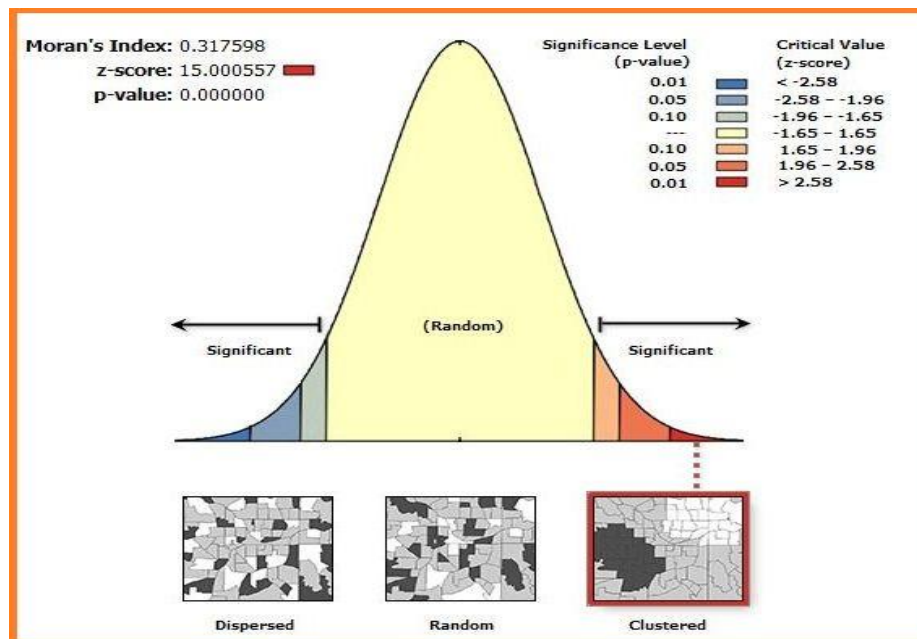 Moran's Index: 0.317598
z-score: 15.000557
p-value: 0.000000
Significance Level
(p-value)
Critical Value
(z-score)
0.01 < -2.58
0.05 -2.58 – -1.96
0.10 -1.96 – -1.65
--- -1.65 – 1.65
0.10 1.65 – 1.96
0.05 1.96 – 2.58
0.01 > 2.58
(Random)
Significant
Significant
Dispersed
Random
Clustered